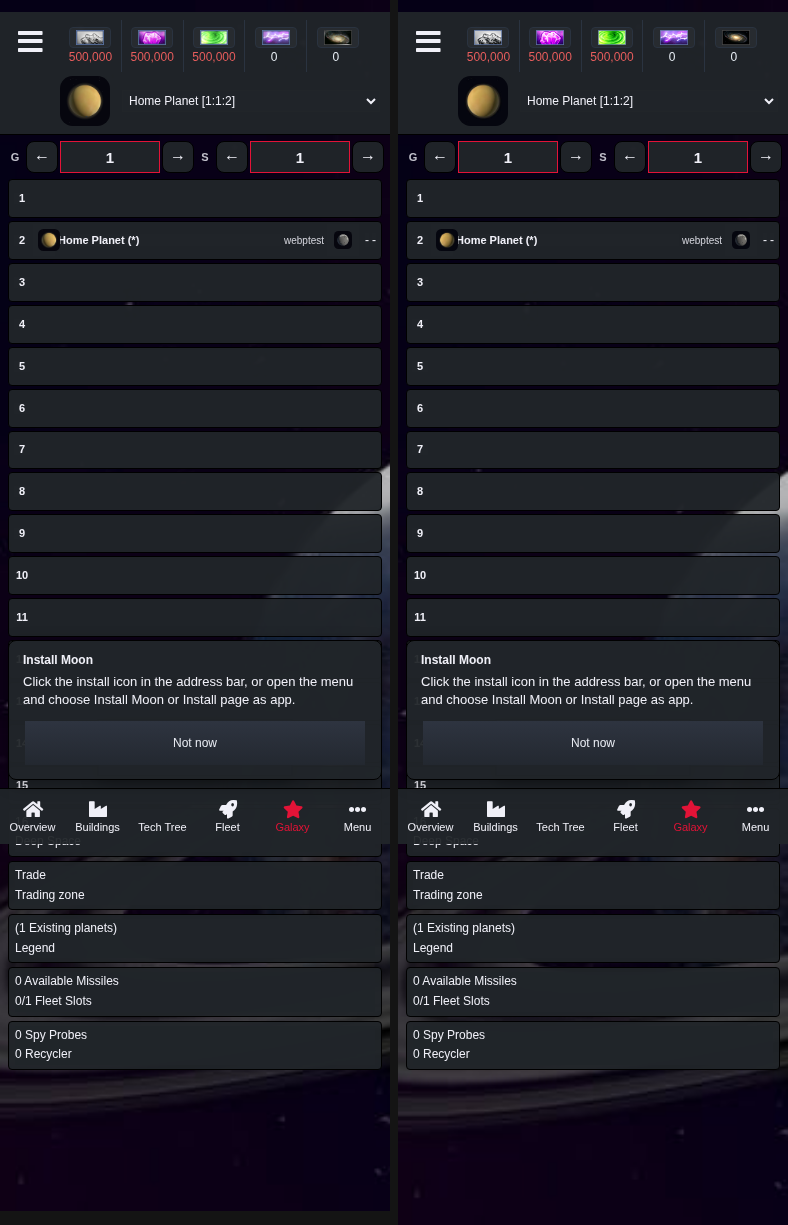 500,000 500,000 500,000 0 0
Home Planet [1:1:2]
G ← 1 → S ← 1 →
1
2 Home Planet (*) webptest - -
3
4
5
6
7
8
9
10
11
Install Moon
Click the install icon in the address bar, or open the menu
and choose Install Moon or Install page as app.
Not now
15
Overview Buildings Tech Tree Fleet Galaxy Menu
Deep Space
Trade
Trading zone
(1 Existing planets)
Legend
0 Available Missiles
0/1 Fleet Slots
0 Spy Probes
0 Recycler
500,000 500,000 500,000 0 0
Home Planet [1:1:2]
G ← 1 → S ← 1 →
1
2 Home Planet (*) webptest - -
3
4
5
6
7
8
9
10
11
Install Moon
Click the install icon in the address bar, or open the menu
and choose Install Moon or Install page as app.
Not now
15
Overview Buildings Tech Tree Fleet Galaxy Menu
Deep Space
Trade
Trading zone
(1 Existing planets)
Legend
0 Available Missiles
0/1 Fleet Slots
0 Spy Probes
0 Recycler